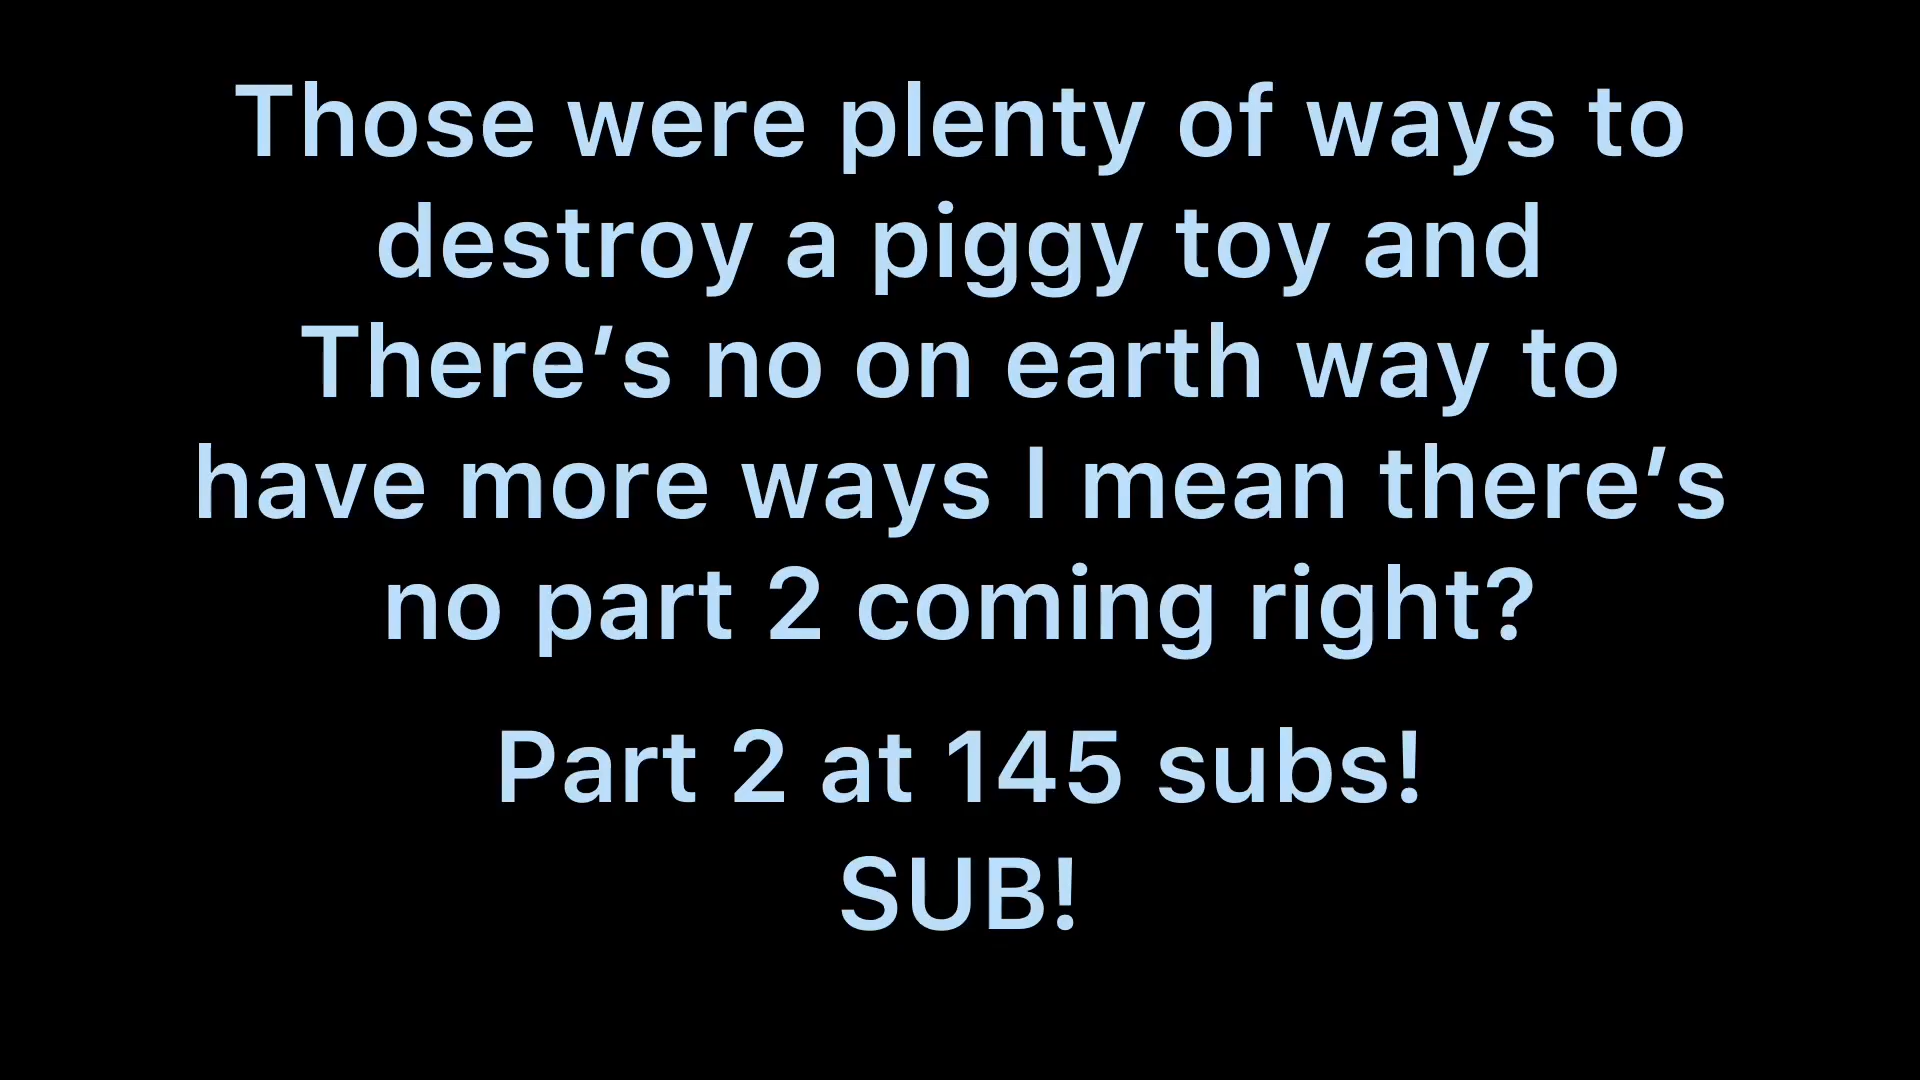 Those were plenty of ways to
destroy a piggy toy and
There’s no on earth way to
have more ways I mean there’s
no part 2 coming right?
Part 2 at 145 subs!
SUB!